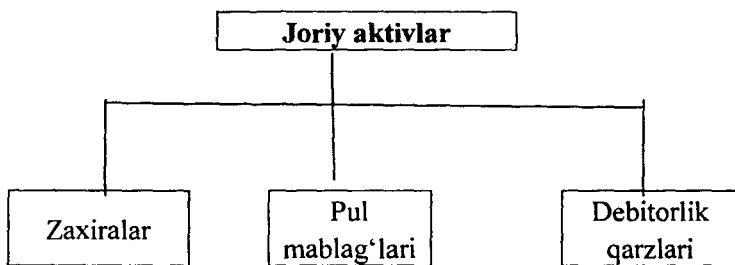 Joriy aktivlar
Zaxiralar
Pul
mablag‘lari
Debitorlik
qarzlari